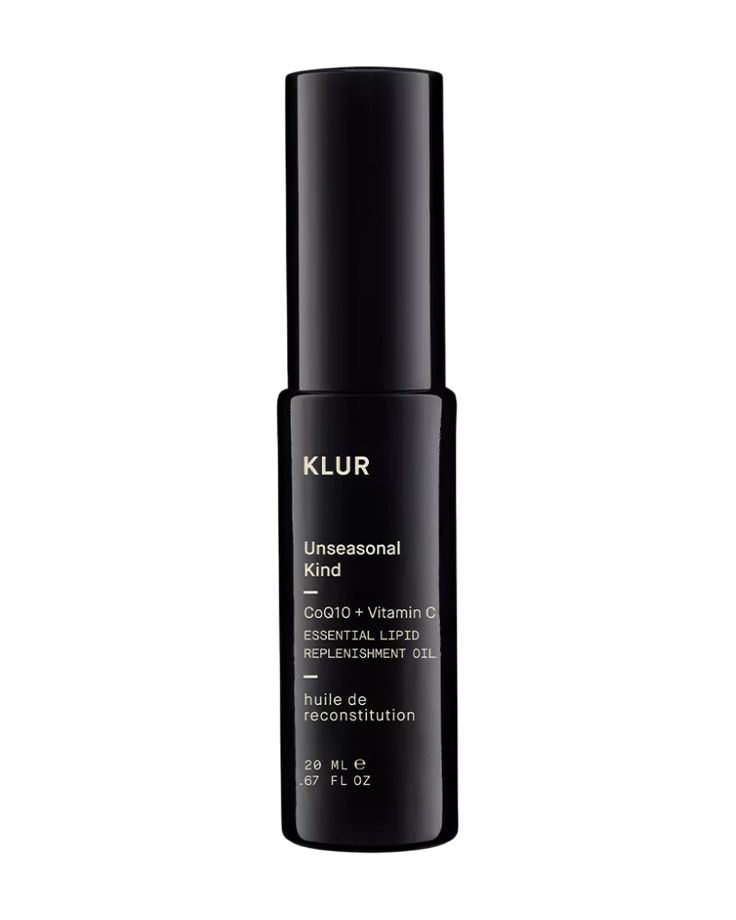 KLUR
Unseasonal
Kind
CoQ10 + Vitamin C
ESSENTIAL LIPID
REPLENISHMENT OIL
huile de
reconstitution
20 ML ℮
.67 FL OZ